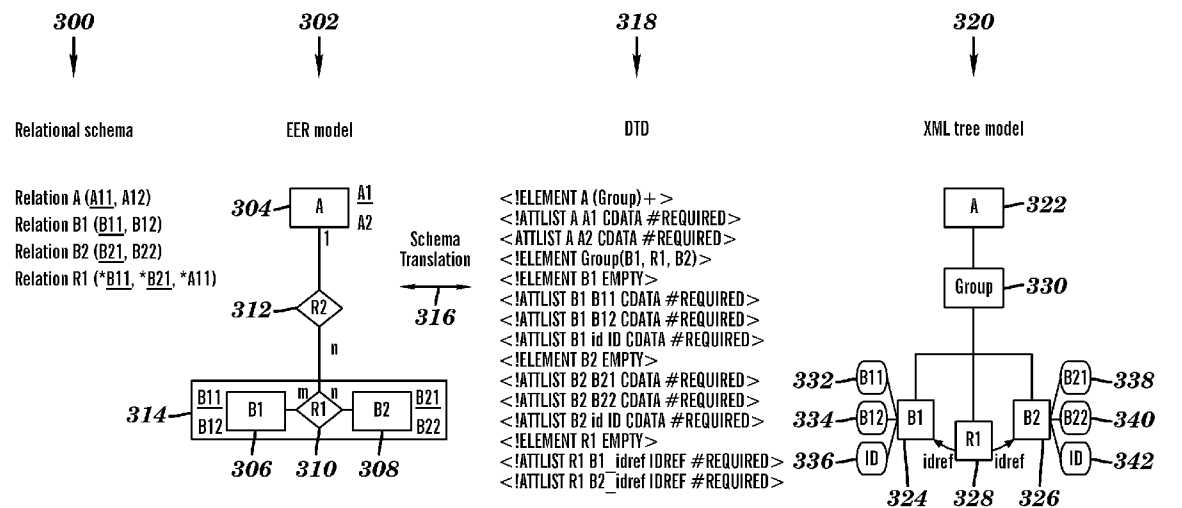 300
302
318
320
Relational schema
EER model
DTD
XML tree model
Relation A (A11, A12)
Relation B1 (B11, B12)
Relation B2 (B21, B22)
Relation R1 (*B11, *B21, *A11)
304
A
A1
A2
1
312
R2
n
314
B11
B12
B1
m
n
R1
B2
B21
B22
306
310
308
Schema
Translation
316
<!ELEMENT A (Group)+>
<!ATTLIST A A1 CDATA #REQUIRED>
<ATTLIST A A2 CDATA #REQUIRED>
<!ELEMENT Group(B1, R1, B2)>
<!ELEMENT B1 EMPTY>
<!ATTLIST B1 B11 CDATA #REQUIRED>
<!ATTLIST B1 B12 CDATA #REQUIRED>
<!ATTLIST B1 id ID CDATA #REQUIRED>
<!ELEMENT B2 EMPTY>
<!ATTLIST B2 B21 CDATA #REQUIRED>
<!ATTLIST B2 B22 CDATA #REQUIRED>
<!ATTLIST B2 id ID CDATA #REQUIRED>
<!ELEMENT R1 EMPTY>
<!ATTLIST R1 B1_idref IDREF #REQUIRED>
<!ATTLIST R1 B2_idref IDREF #REQUIRED>
A
322
Group
330
332
B11
B21
338
334
B12
B1
B2
B22
340
R1
336
ID
idref
idref
ID
342
324
328
326